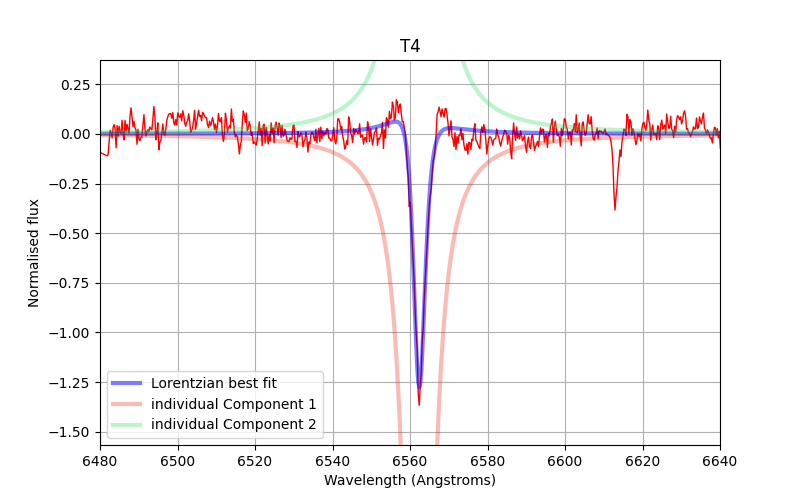 T4
Normalised flux
0.25
0.00
−0.25
−0.50
−0.75
−1.00
−1.25
−1.50
Lorentzian best fit
individual Component 1
individual Component 2
6480 6500 6520 6540 6560 6580 6600 6620 6640
Wavelength (Angstroms)